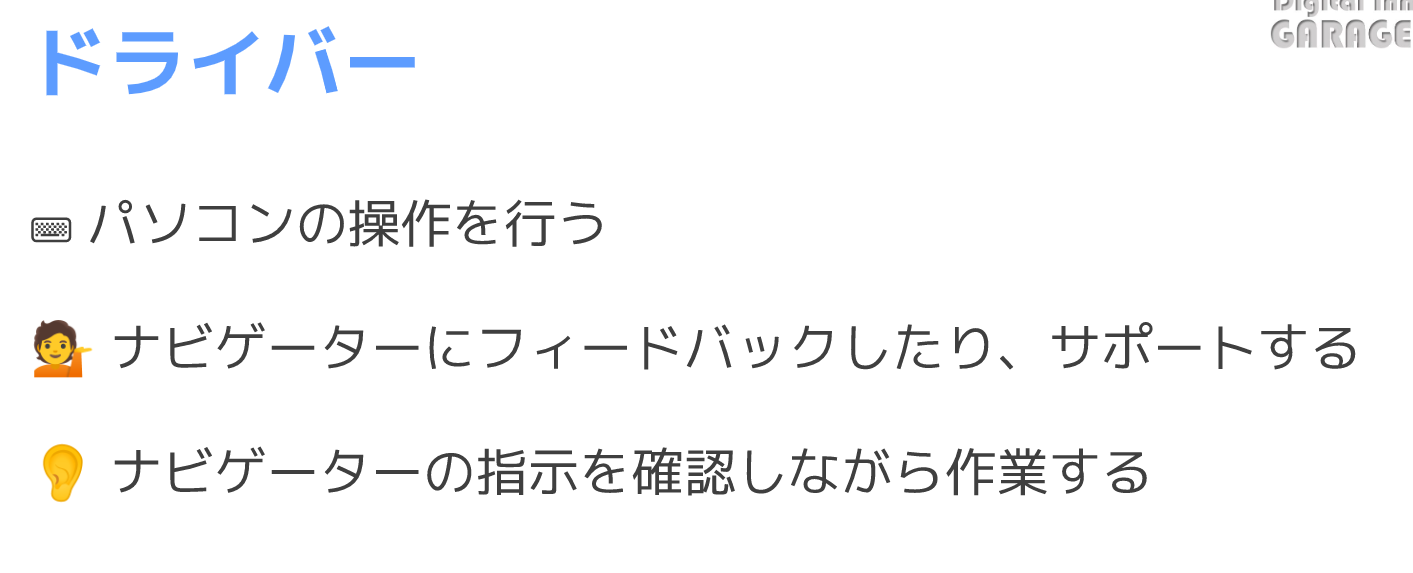 Digital Inn
GARAGE
ドライバー
⌨ パソコンの操作を行う
💁 ナビゲーターにフィードバックしたり、サポートする
👂 ナビゲーターの指示を確認しながら作業する